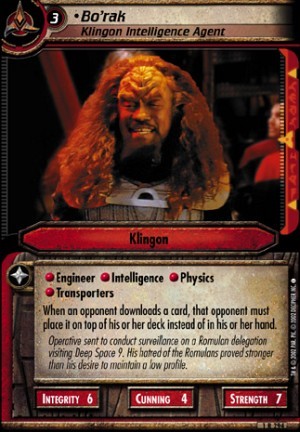 3
• Bo'rak
Klingon Intelligence Agent
Klingon
Engineer Intelligence Physics
Transporters
When an opponent downloads a card, that opponent must
place it on top of his or her deck instead of in his or her hand.
Operative sent to conduct surveillance on a Romulan delegation
visiting Deep Space 9. His hatred of the Romulans proved stronger
than his desire to maintain a low profile.
INTEGRITY 6 CUNNING 4 STRENGTH 7